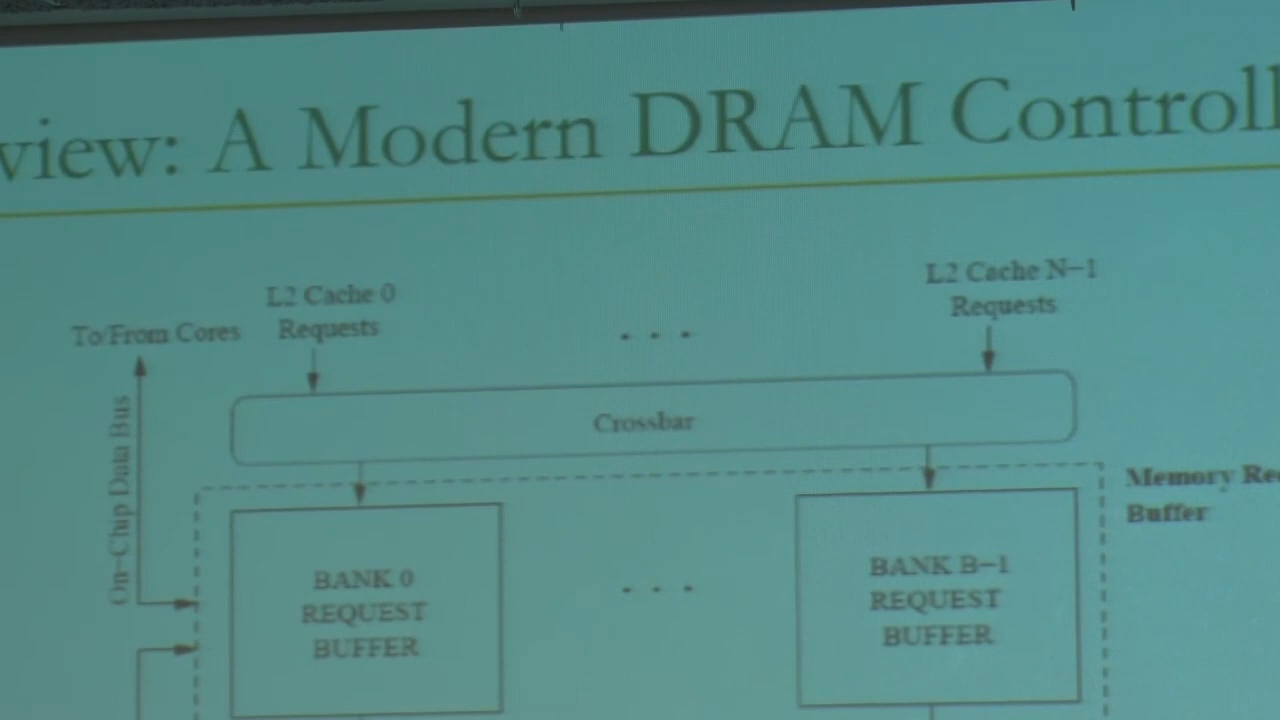 view: A Modern DRAM Controll
L2 Cache 0
Requests
L2 Cache N−1
Requests
To/From Cores
. . .
On−Chip Data Bus
Crossbar
Memory Re
Buffer
BANK 0
REQUEST
BUFFER
. . .
BANK B−1
REQUEST
BUFFER